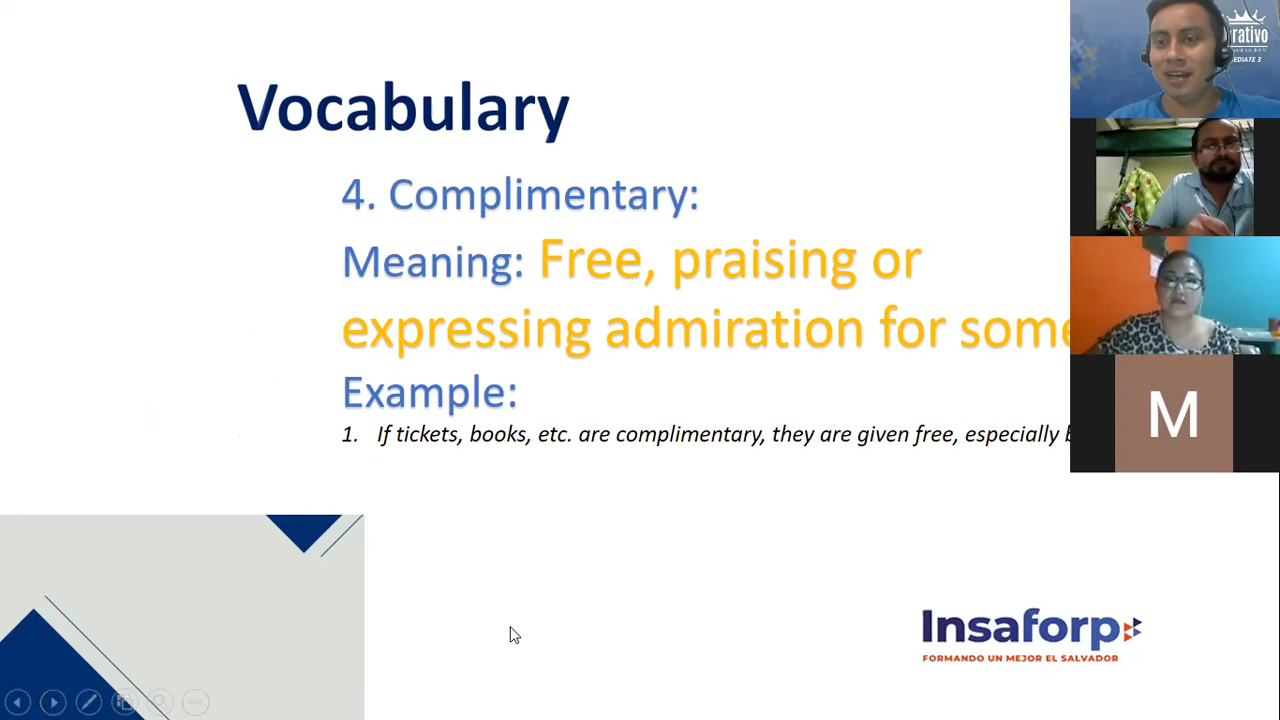 Vocabulary
4. Complimentary:
Meaning: Free, praising or
expressing admiration for
Example:
1. If tickets, books, etc. are complimentary, they are given free, especially
Insaforp
FORMANDO UN MEJOR EL SALVADOR
M